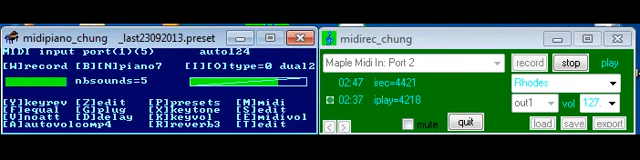 midipiano_chung _last23092013.preset
MIDI input port(1)(5) auto124
[W]record [B][N]piano7 [I][O]type=0 dual2
nbsounds=5
[Y]keyrev [Z]edit [P]presets [M]midi
[?]equal [G]plug [X]keytone [S]edit
[V]noatt [D]delay [K]keyvol [E]midivol
[A]autovolcomp4 [R]reverb3 [T]edit
midirec_chung
Maple Midi In: Port 2 record stop play
02:47 irec=4421 Rhodes
02:37 iplay=4218 out1 vol 127.
< > mute quit load save export